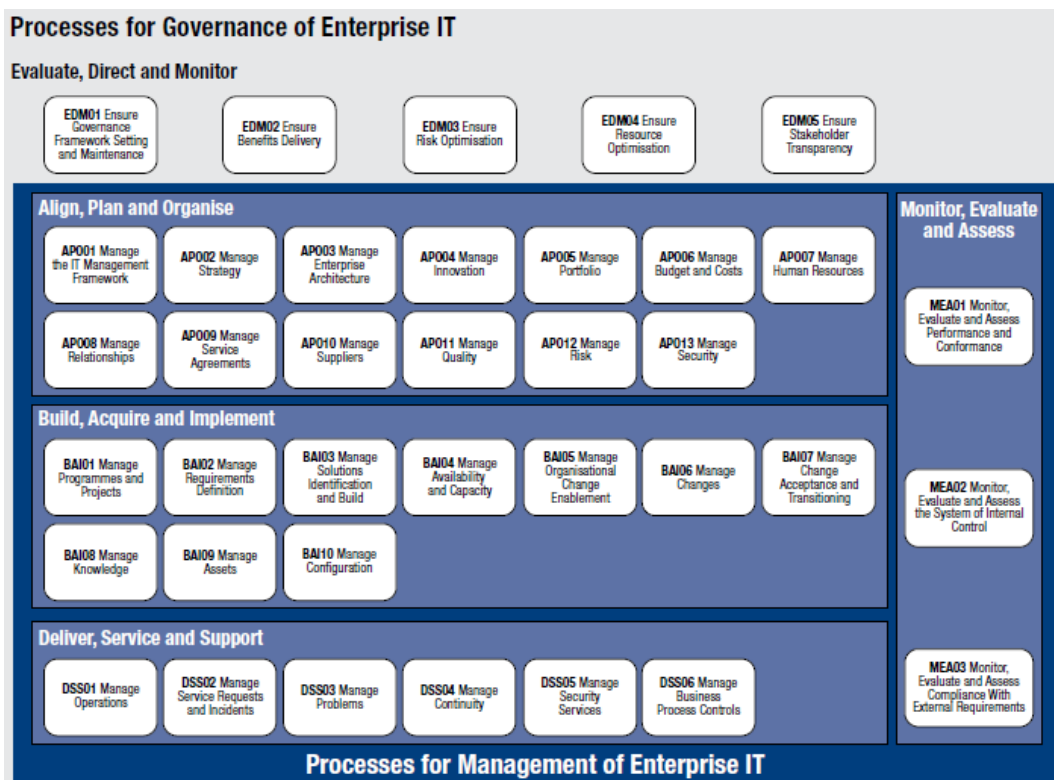 Processes for Governance of Enterprise IT
Evaluate, Direct and Monitor
EDM01 Ensure
Governance
Framework Setting
and Maintenance
EDM02 Ensure
Benefits Delivery
EDM03 Ensure
Risk Optimisation
EDM04 Ensure
Resource
Optimisation
EDM05 Ensure
Stakeholder
Transparency
Align, Plan and Organise
APO01 Manage
the IT Management
Framework
APO02 Manage
Strategy
APO03 Manage
Enterprise
Architecture
APO04 Manage
Innovation
APO05 Manage
Portfolio
APO06 Manage
Budget and Costs
APO07 Manage
Human Resources
APO08 Manage
Relationships
APO09 Manage
Service
Agreements
APO10 Manage
Suppliers
APO11 Manage
Quality
APO12 Manage
Risk
APO13 Manage
Security
Build, Acquire and Implement
BAI01 Manage
Programmes and
Projects
BAI02 Manage
Requirements
Definition
BAI03 Manage
Solutions
Identification
and Build
BAI04 Manage
Availability
and Capacity
BAI05 Manage
Organisational
Change
Enablement
BAI06 Manage
Changes
BAI07 Manage
Change
Acceptance and
Transitioning
BAI08 Manage
Knowledge
BAI09 Manage
Assets
BAI10 Manage
Configuration
Deliver, Service and Support
DSS01 Manage
Operations
DSS02 Manage
Service Requests
and Incidents
DSS03 Manage
Problems
DSS04 Manage
Continuity
DSS05 Manage
Security
Services
DSS06 Manage
Business
Process Controls
Monitor, Evaluate
and Assess
MEA01 Monitor,
Evaluate and Assess
Performance and
Conformance
MEA02 Monitor,
Evaluate and Assess
the System of Internal
Control
MEA03 Monitor,
Evaluate and Assess
Compliance With
External Requirements
Processes for Management of Enterprise IT